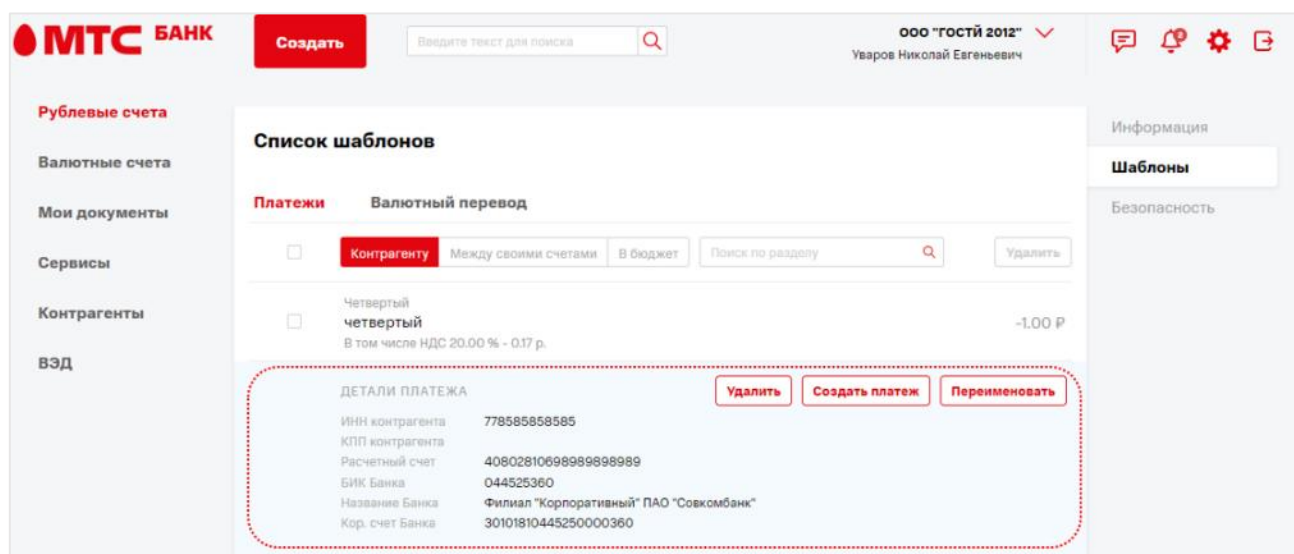 МТС БАНК
Создать
Введите текст для поиска
ООО "ГОСТЙ 2012"
Уваров Николай Евгеньевич
Рублевые счета
Валютные счета
Мои документы
Сервисы
Контрагенты
ВЭД
Список шаблонов
Платежи Валютный перевод
Контрагенту Между своими счетами В бюджет Поиск по разделу Удалить
Четвертый
четвертый
-1.00 ₽
В том числе НДС 20.00 % - 0.17 р.
ДЕТАЛИ ПЛАТЕЖА Удалить Создать платеж Переименовать
ИНН контрагента 778585858585
КПП контрагента
Расчетный счет 40802810698989898989
БИК Банка 044525360
Название Банка Филиал "Корпоративный" ПАО "Совкомбанк"
Кор. счет Банка 30101810445250000360
Информация
Шаблоны
Безопасность